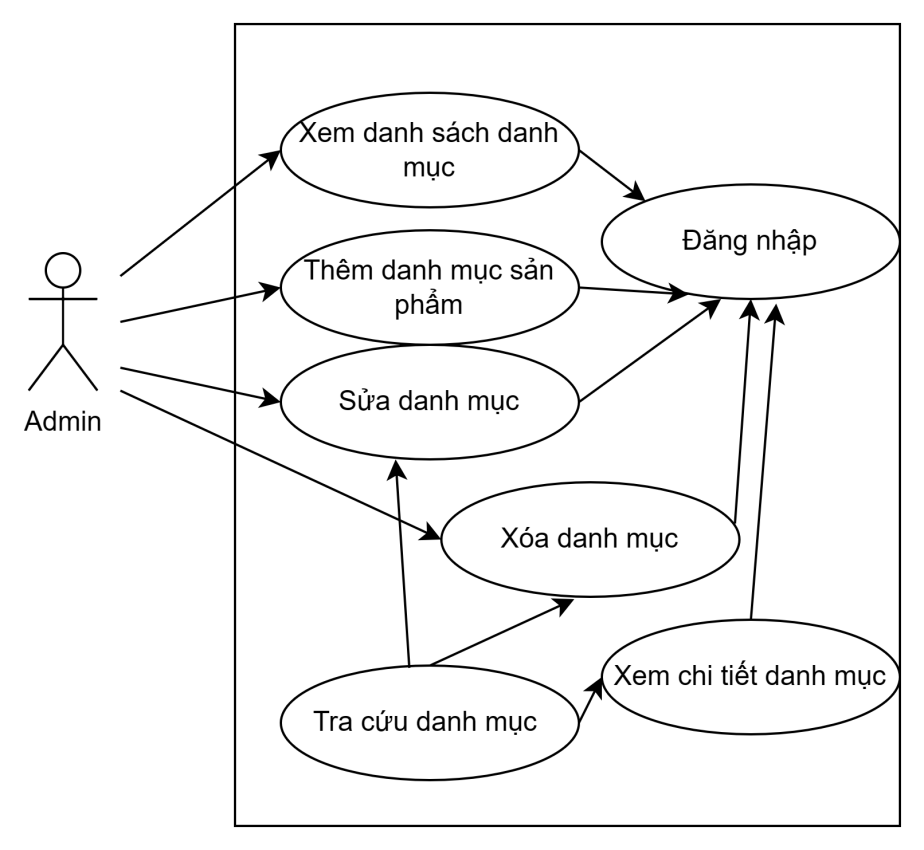 Xem danh sách danh
mục
Đăng nhập
Thêm danh mục sản
phẩm
Sửa danh mục
Admin
Xóa danh mục
Xem chi tiết danh mục
Tra cứu danh mục